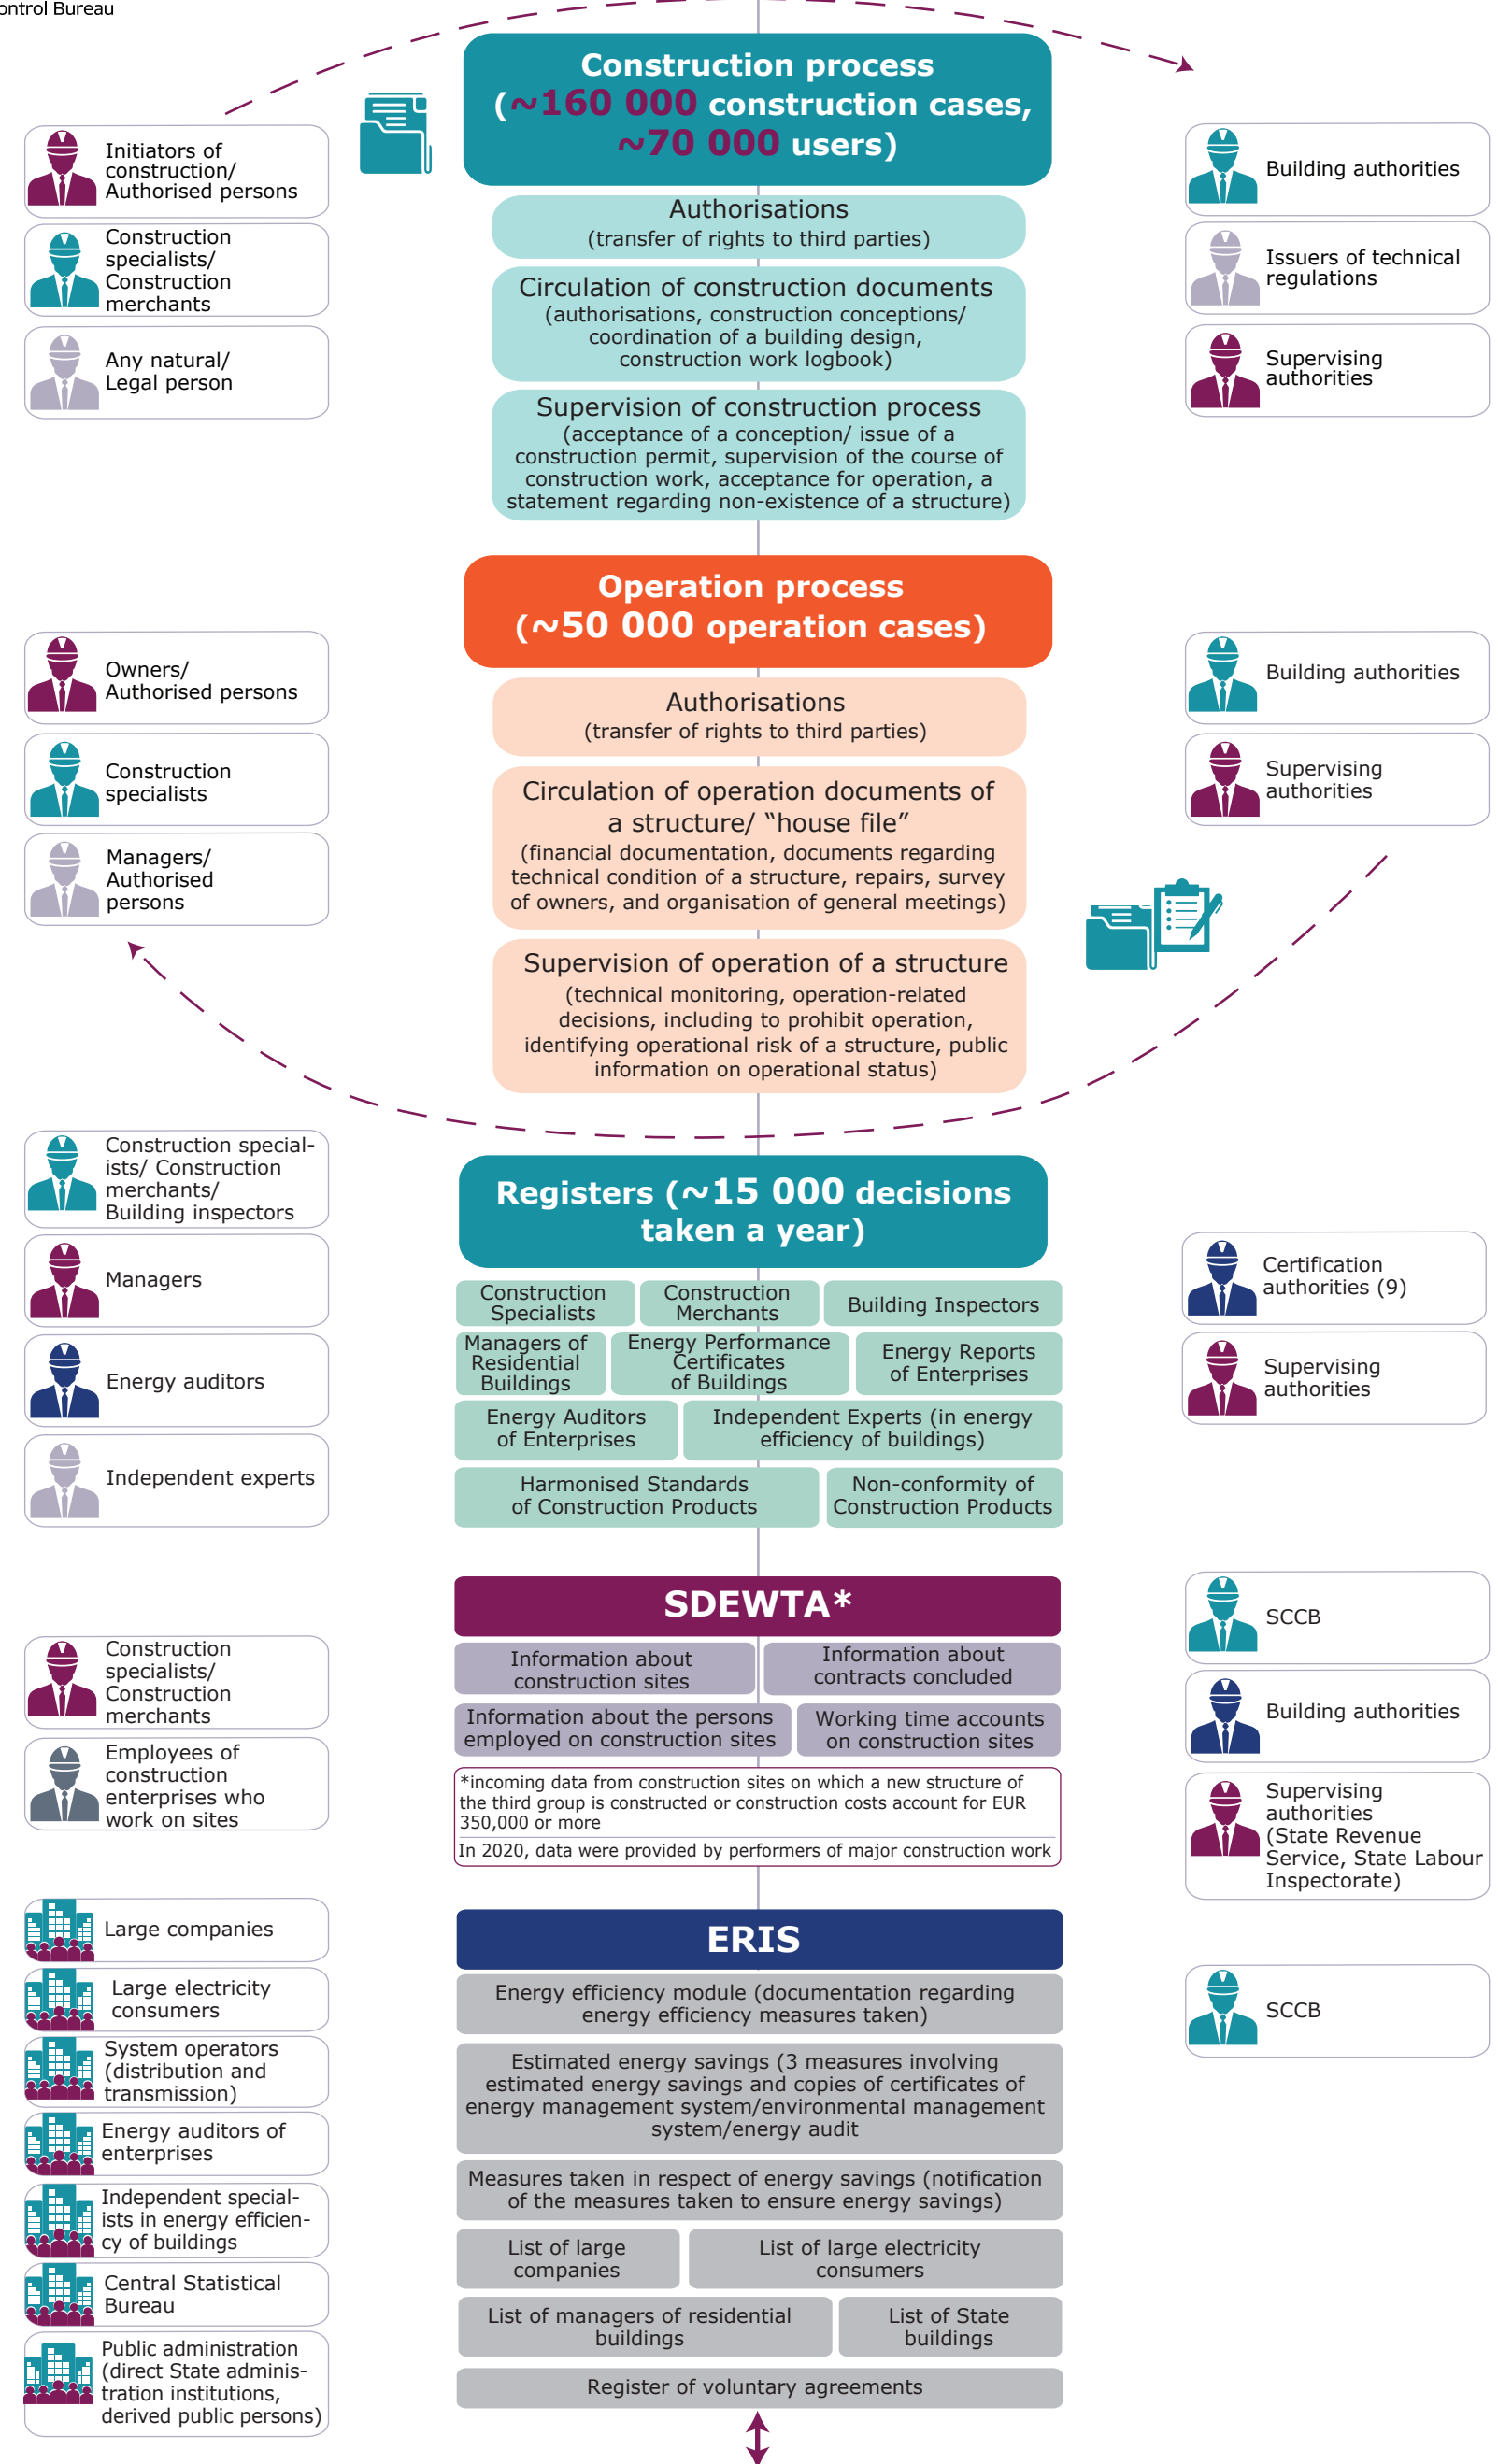 ontrol Bureau
Construction process
(~160 000 construction cases,
~70 000 users)
Initiators of
construction/
Authorised persons
Construction
specialists/
Construction
merchants
Any natural/
Legal person
Authorisations
(transfer of rights to third parties)
Circulation of construction documents
(authorisations, construction conceptions/
coordination of a building design,
construction work logbook)
Supervision of construction process
(acceptance of a conception/ issue of a
construction permit, supervision of the course of
construction work, acceptance for operation, a
statement regarding non-existence of a structure)
Building authorities
Issuers of technical
regulations
Supervising
authorities
Operation process
(~50 000 operation cases)
Owners/
Authorised persons
Construction
specialists
Managers/
Authorised
persons
Authorisations
(transfer of rights to third parties)
Circulation of operation documents of
a structure/ “house file”
(financial documentation, documents regarding
technical condition of a structure, repairs, survey
of owners, and organisation of general meetings)
Supervision of operation of a structure
(technical monitoring, operation-related
decisions, including to prohibit operation,
identifying operational risk of a structure, public
information on operational status)
Building authorities
Supervising
authorities
Registers (~15 000 decisions
taken a year)
Construction special-
ists/ Construction
merchants/
Building inspectors
Managers
Energy auditors
Independent experts
Construction
Specialists
Construction
Merchants
Building Inspectors
Managers of
Residential
Buildings
Energy Performance
Certificates
of Buildings
Energy Reports
of Enterprises
Energy Auditors
of Enterprises
Independent Experts (in energy
efficiency of buildings)
Harmonised Standards
of Construction Products
Non-conformity of
Construction Products
Certification
authorities (9)
Supervising
authorities
SDEWTA*
Construction
specialists/
Construction
merchants
Employees of
construction
enterprises who
work on sites
Information about
construction sites
Information about
contracts concluded
Information about the persons
employed on construction sites
Working time accounts
on construction sites
*incoming data from construction sites on which a new structure of
the third group is constructed or construction costs account for EUR
350,000 or more
In 2020, data were provided by performers of major construction work
SCCB
Building authorities
Supervising
authorities
(State Revenue
Service, State Labour
Inspectorate)
ERIS
Large companies
Large electricity
consumers
System operators
(distribution and
transmission)
Energy auditors of
enterprises
Independent special-
ists in energy efficien-
cy of buildings
Central Statistical
Bureau
Public administration
(direct State adminis-
tration institutions,
derived public persons)
Energy efficiency module (documentation regarding
energy efficiency measures taken)
Estimated energy savings (3 measures involving
estimated energy savings and copies of certificates of
energy management system/environmental management
system/energy audit
Measures taken in respect of energy savings (notification
of the measures taken to ensure energy savings)
List of large
companies
List of large electricity
consumers
List of managers of residential
buildings
List of State
buildings
Register of voluntary agreements
SCCB